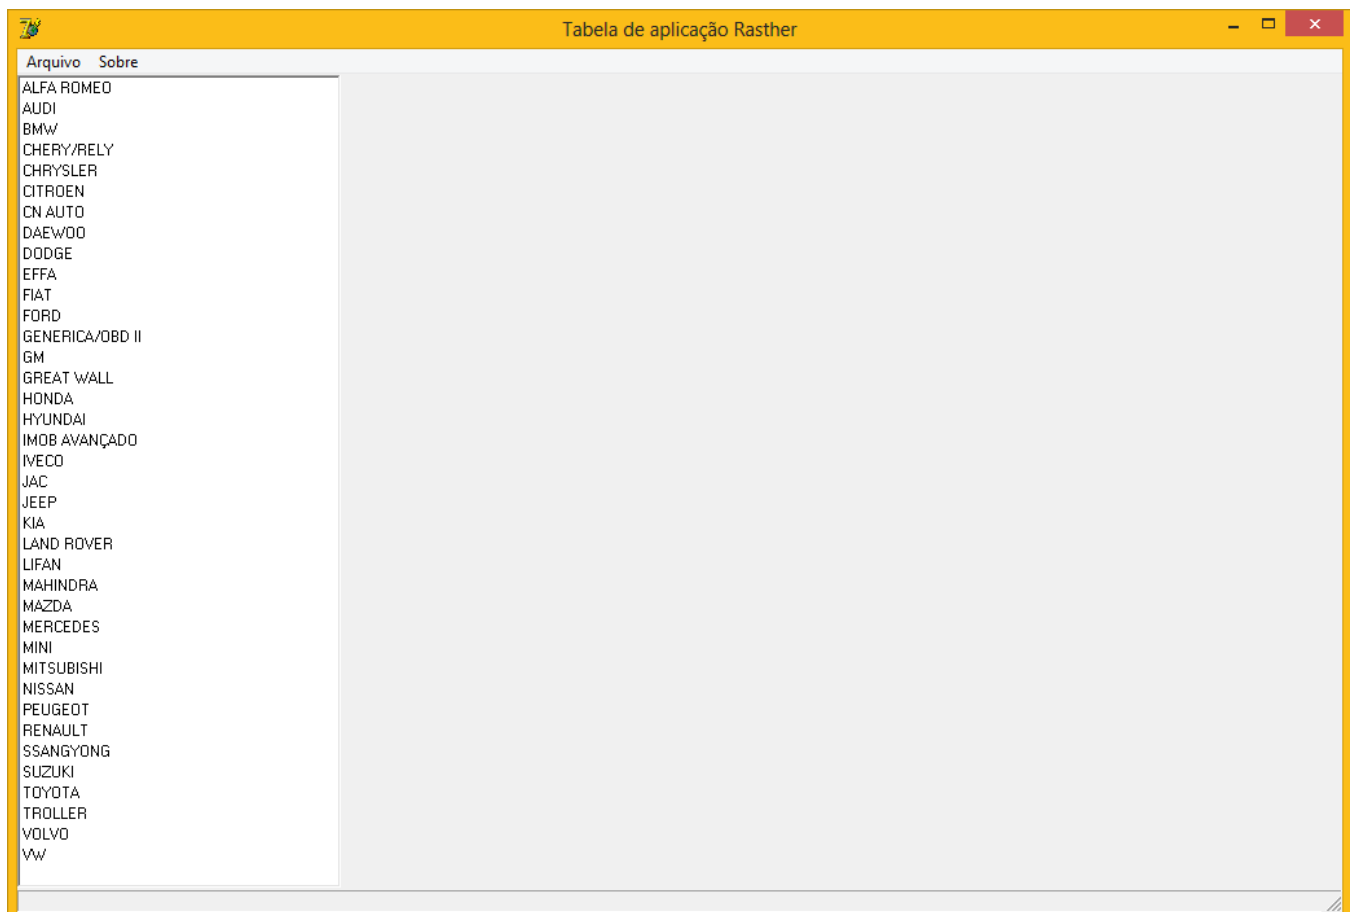 Tabela de aplicação Rasther
Arquivo Sobre
ALFA ROMEO
AUDI
BMW
CHERY/RELY
CHRYSLER
CITROEN
CN AUTO
DAEWOO
DODGE
EFFA
FIAT
FORD
GENERICA/OBD II
GM
GREAT WALL
HONDA
HYUNDAI
IMOB AVANÇADO
IVECO
JAC
JEEP
KIA
LAND ROVER
LIFAN
MAHINDRA
MAZDA
MERCEDES
MINI
MITSUBISHI
NISSAN
PEUGEOT
RENAULT
SSANGYONG
SUZUKI
TOYOTA
TROLLER
VOLVO
VW